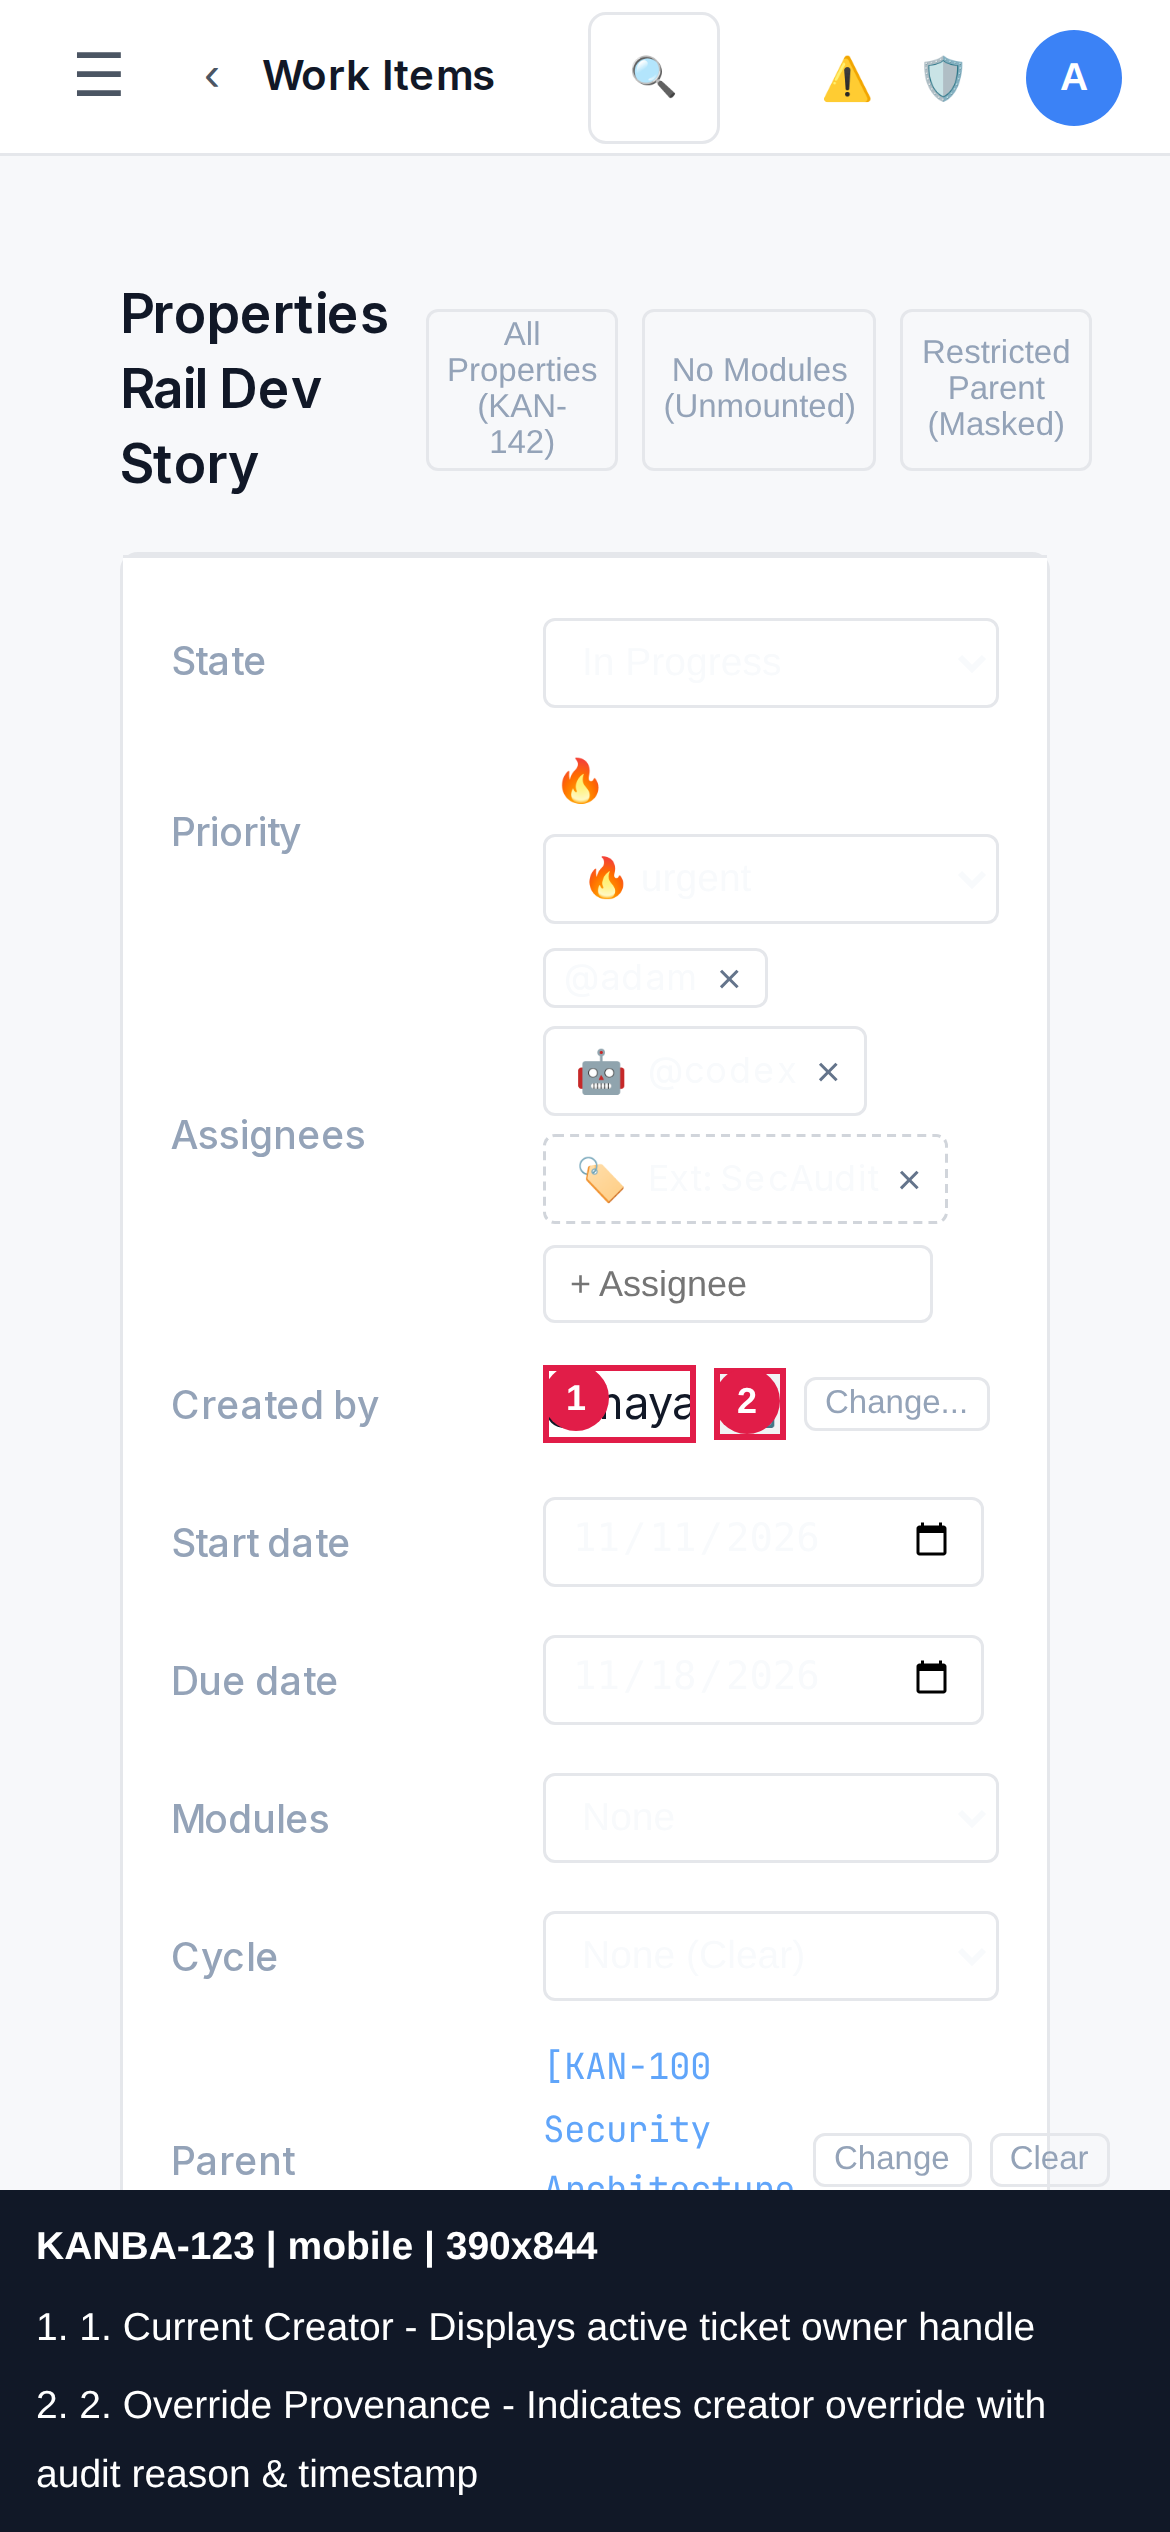 ☰ ‹ Work Items 🔍 ⚠️ 🛡️ A
Properties
Rail Dev
Story
All
Properties
(KAN-
142)
No Modules
(Unmounted)
Restricted
Parent
(Masked)
State
In Progress
Priority
🔥
🔥 urgent
Assignees
@adam ×
🤖 @codex ×
🏷️ Ext: SecAudit ×
+ Assignee
Created by
1
2
Change...
Start date
11/11/2026
Due date
11/18/2026
Modules
None
Cycle
None (Clear)
Parent
[KAN-100
Security
Architecture
Change
Clear
KANBA-123 | mobile | 390x844
1. 1. Current Creator - Displays active ticket owner handle
2. 2. Override Provenance - Indicates creator override with
audit reason & timestamp